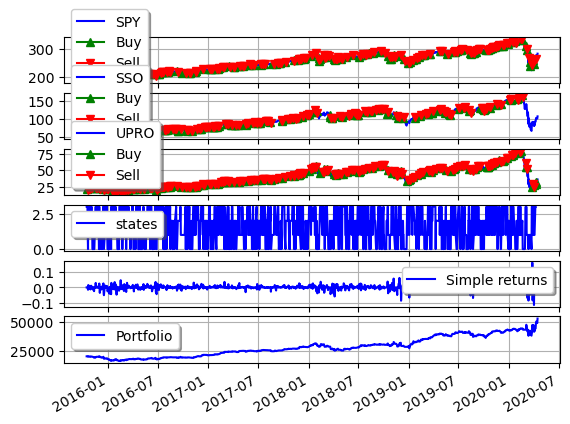 SPY
Buy
Sell
300
200
SSO
Buy
Sell
150
100
50
UPRO
Buy
Sell
75
50
25
states
2.5
0.0
Simple returns
0.1
0.0
−0.1
Portfolio
50000
25000
2016-01 2016-07 2017-01 2017-07 2018-01 2018-07 2019-01 2019-07 2020-01 2020-07